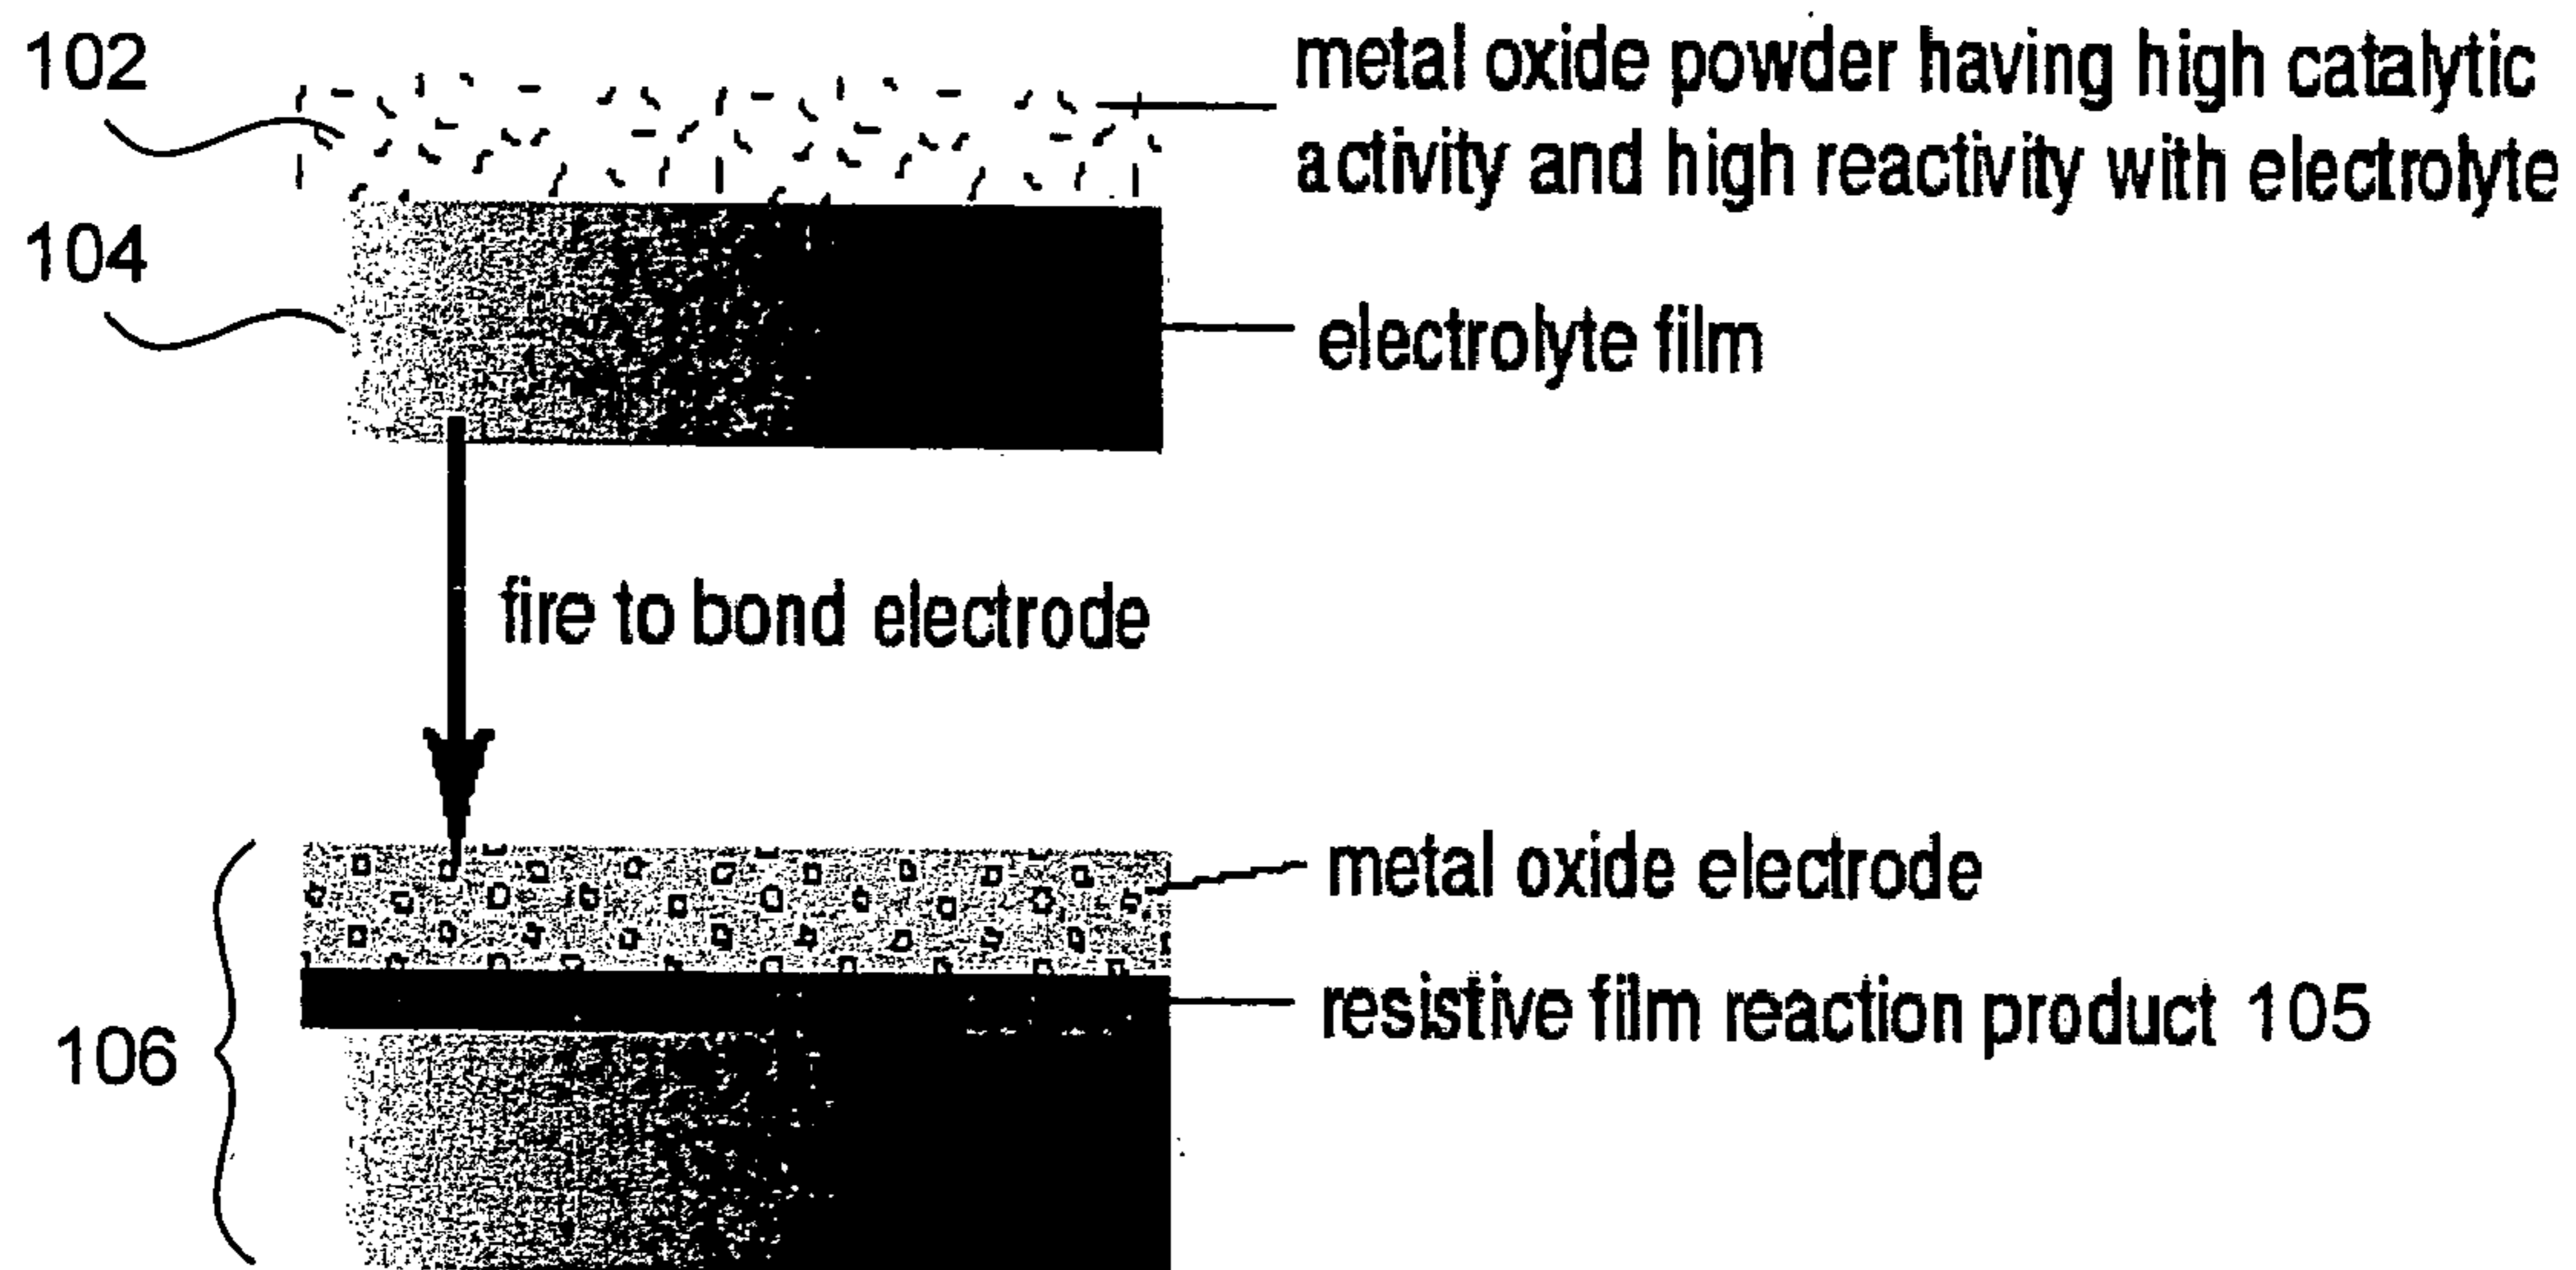 102
metal oxide powder having high catalytic
activity and high reactivity with electrolyte
104
electrolyte film
fire to bond electrode
metal oxide electrode
resistive film reaction product 105
106